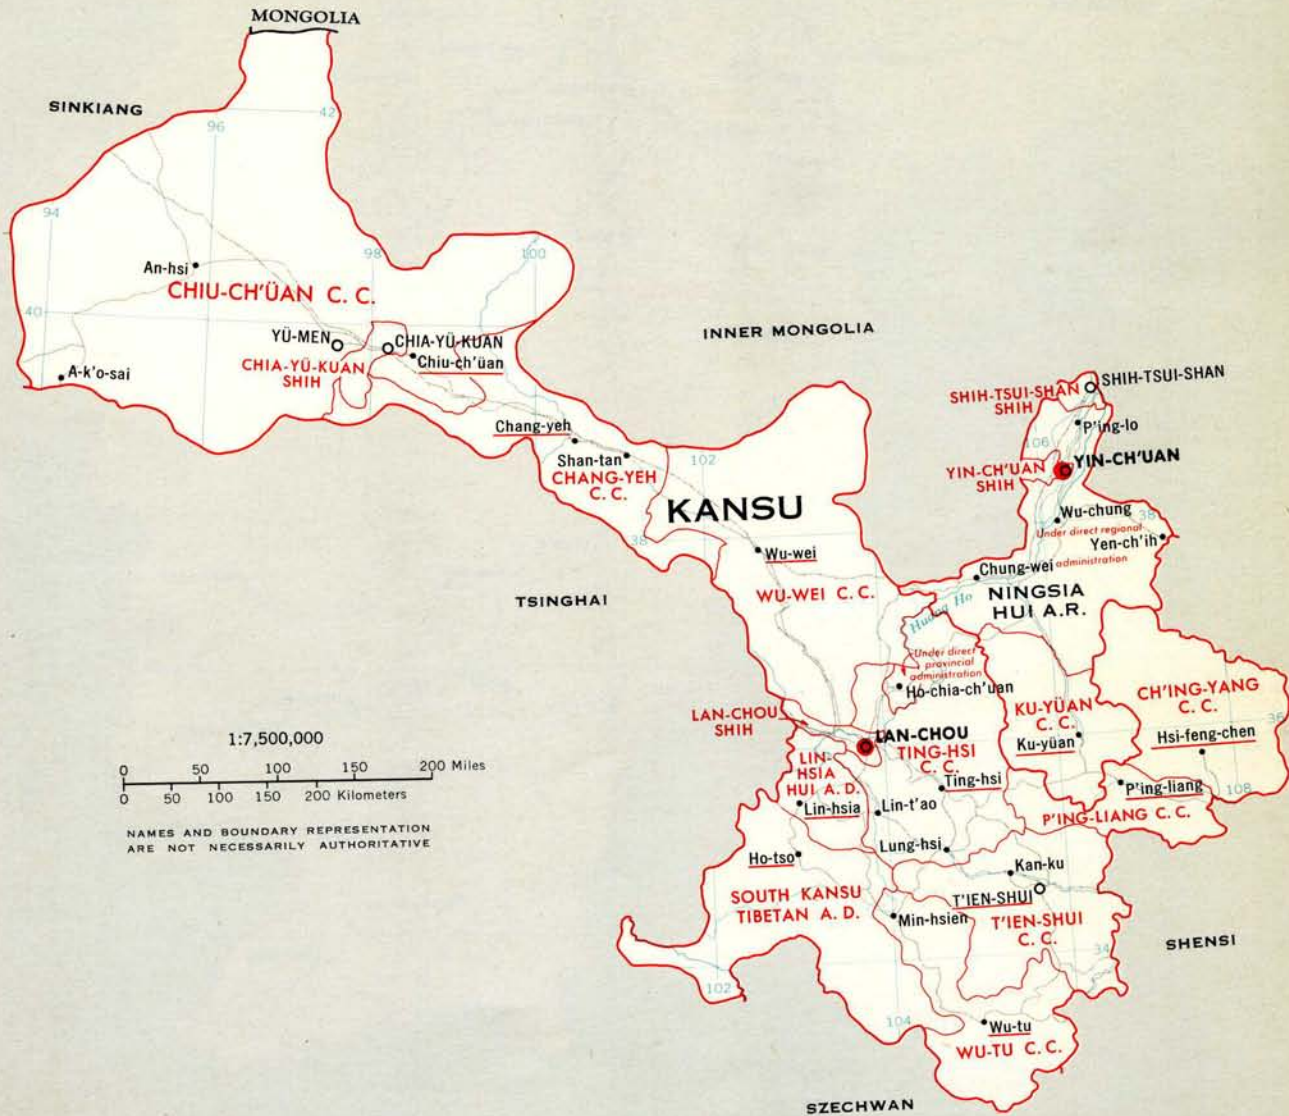 MONGOLIA
SINKIANG
42
96
94
98
100
An-hsi
CHIU-CH'ÜAN C. C.
40
YÜ-MEN
CHIA-YÜ-KUAN
CHIA-YÜ-KUAN
SHIH
Chiu-ch'üan
A-k'o-sai
INNER MONGOLIA
SHIH-TSUI-SHAN
SHIH
SHIH-TSUI-SHAN
P'ing-lo
106
Chang-yeh
Shan-tan
CHANG-YEH
C. C.
102
YIN-CH'UAN
SHIH
YIN-CH'UAN
KANSU
Wu-chung
38
38
Under direct regional
administration
Yen-ch'ih
Wu-wei
Chung-wei
WU-WEI C. C.
TSINGHAI
NINGSIA
HUI A.R.
Huang Ho
Under direct
provincial
administration
Ho-chia-ch'uan
CH'ING-YANG
C. C.
KU-YÜAN
C. C.
36
LAN-CHOU
SHIH
LAN-CHOU
TING-HSI
C. C.
Ku-yüan
Hsi-feng-chen
1:7,500,000
0 50 100 150 200 Miles
0 50 100 150 200 Kilometers
LIN-
HSIA
HUI A. D.
Ting-hsi
P'ing-liang
108
Lin-hsia
Lin-t'ao
P'ING-LIANG C. C.
NAMES AND BOUNDARY REPRESENTATION
ARE NOT NECESSARILY AUTHORITATIVE
Ho-tso
Lung-hsi
Kan-ku
SOUTH KANSU
TIBETAN A. D.
T'IEN-SHUI
Min-hsien
T'IEN-SHUI
C. C.
SHENSI
34
102
104
Wu-tu
WU-TU C. C.
SZECHWAN